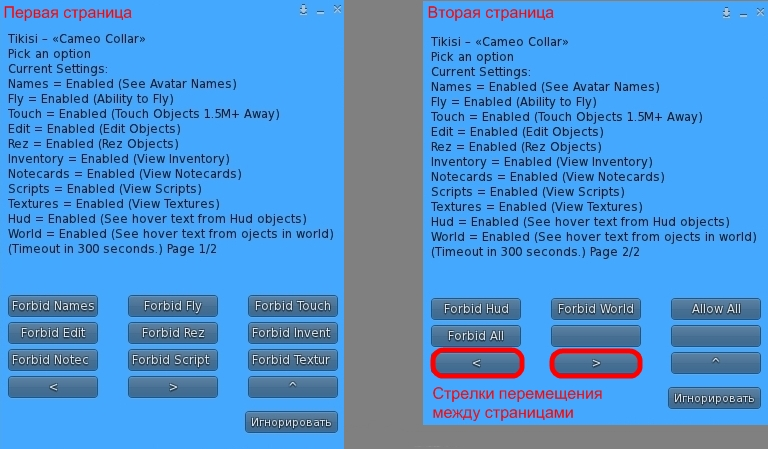 Первая страница
Tikisi – «Cameo Collar»
Pick an option
Current Settings:
Names = Enabled (See Avatar Names)
Fly = Enabled (Ability to Fly)
Touch = Enabled (Touch Objects 1.5M+ Away)
Edit = Enabled (Edit Objects)
Rez = Enabled (Rez Objects)
Inventory = Enabled (View Inventory)
Notecards = Enabled (View Notecards)
Scripts = Enabled (View Scripts)
Textures = Enabled (View Textures)
Hud = Enabled (See hover text from Hud objects)
World = Enabled (See hover text from ojects in world)
(Timeout in 300 seconds.) Page 1/2
Forbid Names Forbid Fly Forbid Touch
Forbid Edit Forbid Rez Forbid Invent
Forbid Notec Forbid Script Forbid Textur
< > ^
Игнорировать
Вторая страница
Tikisi – «Cameo Collar»
Pick an option
Current Settings:
Names = Enabled (See Avatar Names)
Fly = Enabled (Ability to Fly)
Touch = Enabled (Touch Objects 1.5M+ Away)
Edit = Enabled (Edit Objects)
Rez = Enabled (Rez Objects)
Inventory = Enabled (View Inventory)
Notecards = Enabled (View Notecards)
Scripts = Enabled (View Scripts)
Textures = Enabled (View Textures)
Hud = Enabled (See hover text from Hud objects)
World = Enabled (See hover text from ojects in world)
(Timeout in 300 seconds.) Page 2/2
Forbid Hud Forbid World Allow All
Forbid All
< > ^
Стрелки перемещения
между страницами
Игнорировать